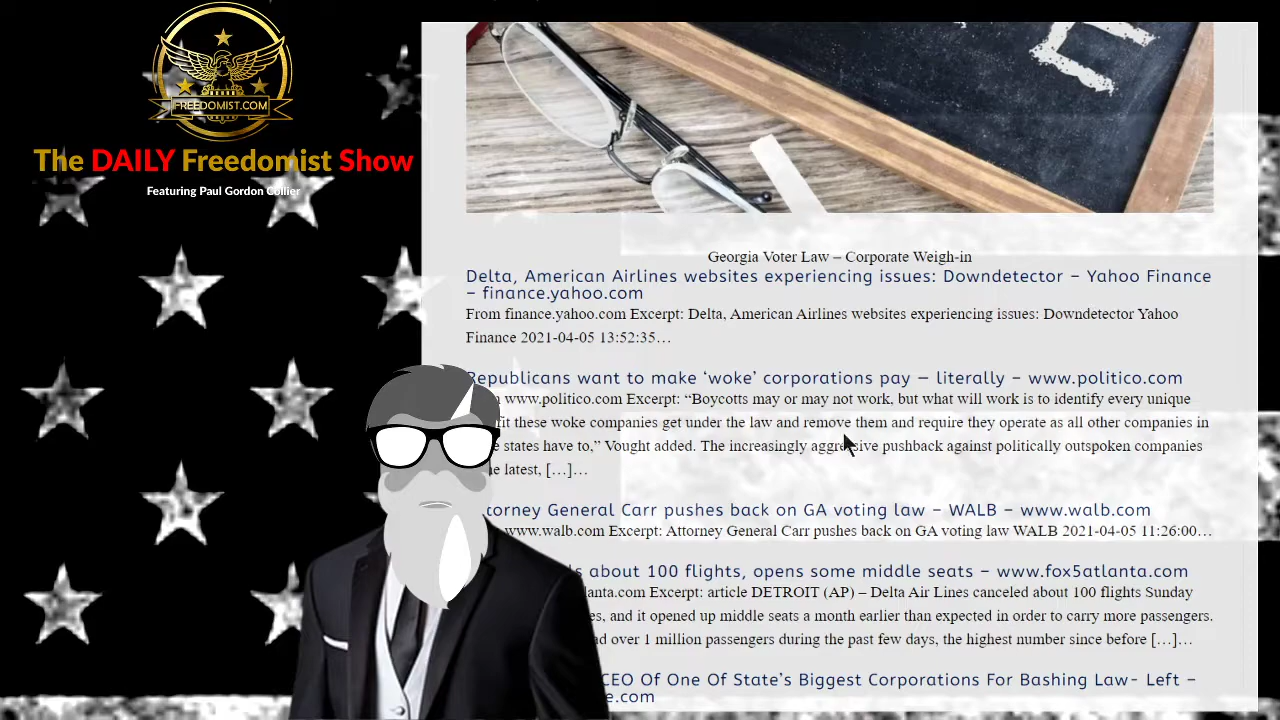 FREEDOMIST.COM
The DAILY Freedomist Show
Featuring Paul Gordon Collier
Georgia Voter Law – Corporate Weigh-in
Delta, American Airlines websites experiencing issues: Downdetector – Yahoo Finance
– finance.yahoo.com
From finance.yahoo.com Excerpt: Delta, American Airlines websites experiencing issues: Downdetector Yahoo
Finance 2021-04-05 13:52:35…
Republicans want to make ‘woke’ corporations pay — literally – www.politico.com
www.politico.com Excerpt: “Boycotts may or may not work, but what will work is to identify every unique
these woke companies get under the law and remove them and require they operate as all other companies in
states have to,” Vought added. The increasingly aggressive pushback against politically outspoken companies
latest, […]…
Attorney General Carr pushes back on GA voting law – WALB – www.walb.com
www.walb.com Excerpt: Attorney General Carr pushes back on GA voting law WALB 2021-04-05 11:26:00…
about 100 flights, opens some middle seats – www.fox5atlanta.com
Excerpt: article DETROIT (AP) – Delta Air Lines canceled about 100 flights Sunday
and it opened up middle seats a month earlier than expected in order to carry more passengers.
over 1 million passengers during the past few days, the highest number since before […]…
CEO Of One Of State’s Biggest Corporations For Bashing Law- Left –